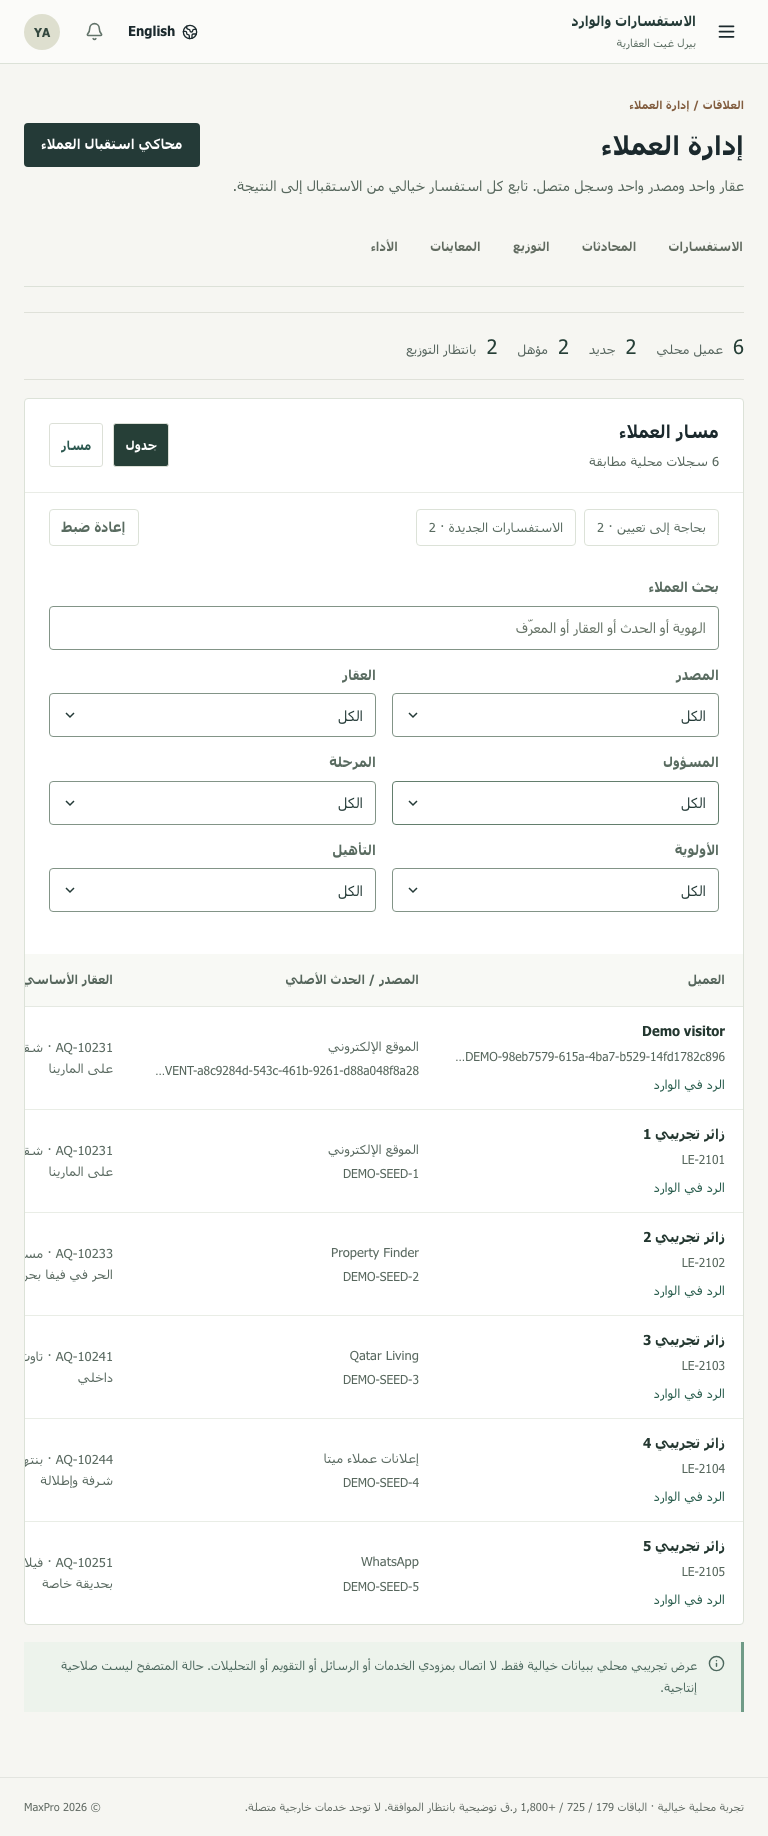 الاستفسارات والوارد
بيرل غيت العقارية
English
YA
العلاقات / إدارة العملاء
إدارة العملاء
محاكي استقبال العملاء
عقار واحد ومصدر واحد وسجل متصل. تابع كل استفسار خيالي من الاستقبال إلى النتيجة.
الاستفسارات المحادثات التوزيع المعاينات الأداء
6 عميل محلي 2 جديد 2 مؤهل 2 بانتظار التوزيع
مسار العملاء
6 سجلات محلية مطابقة
جدول مسار
بحاجة إلى تعيين · 2 الاستفسارات الجديدة · 2 إعادة ضبط
بحث العملاء
الهوية أو الحدث أو العقار أو المعرّف
المصدر العقار
الكل الكل
المسؤول المرحلة
الكل الكل
الأولوية التأهيل
الكل الكل
العميل المصدر / الحدث الأصلي العقار الأساسي
Demo visitor
DEMO-98eb7579-615a-4ba7-b529-14fd1782c896…
الرد في الوارد
الموقع الإلكتروني
VENT-a8c9284d-543c-461b-9261-d88a048f8a28…
AQ-10231 · شق
على المارينا
زائر تجريبي 1
LE-2101
الرد في الوارد
الموقع الإلكتروني
DEMO-SEED-1
AQ-10231 · شق
على المارينا
زائر تجريبي 2
LE-2102
الرد في الوارد
Property Finder
DEMO-SEED-2
AQ-10233 · مس
الحر في فيفا بحر
زائر تجريبي 3
LE-2103
الرد في الوارد
Qatar Living
DEMO-SEED-3
AQ-10241 · تاو
داخلي
زائر تجريبي 4
LE-2104
الرد في الوارد
إعلانات عملاء ميتا
DEMO-SEED-4
AQ-10244 · بنته
شرفة وإطلالة
زائر تجريبي 5
LE-2105
الرد في الوارد
WhatsApp
DEMO-SEED-5
AQ-10251 · فيلا
بحديقة خاصة
عرض تجريبي محلي ببيانات خيالية فقط. لا اتصال بمزودي الخدمات أو الرسائل أو التقويم أو التحليلات. حالة المتصفح ليست صلاحية
إنتاجية.
تجربة محلية خيالية · الباقات 179 / 725 / +1,800 ر.ق توضيحية بانتظار الموافقة. لا توجد خدمات خارجية متصلة.
© 2026 MaxPro